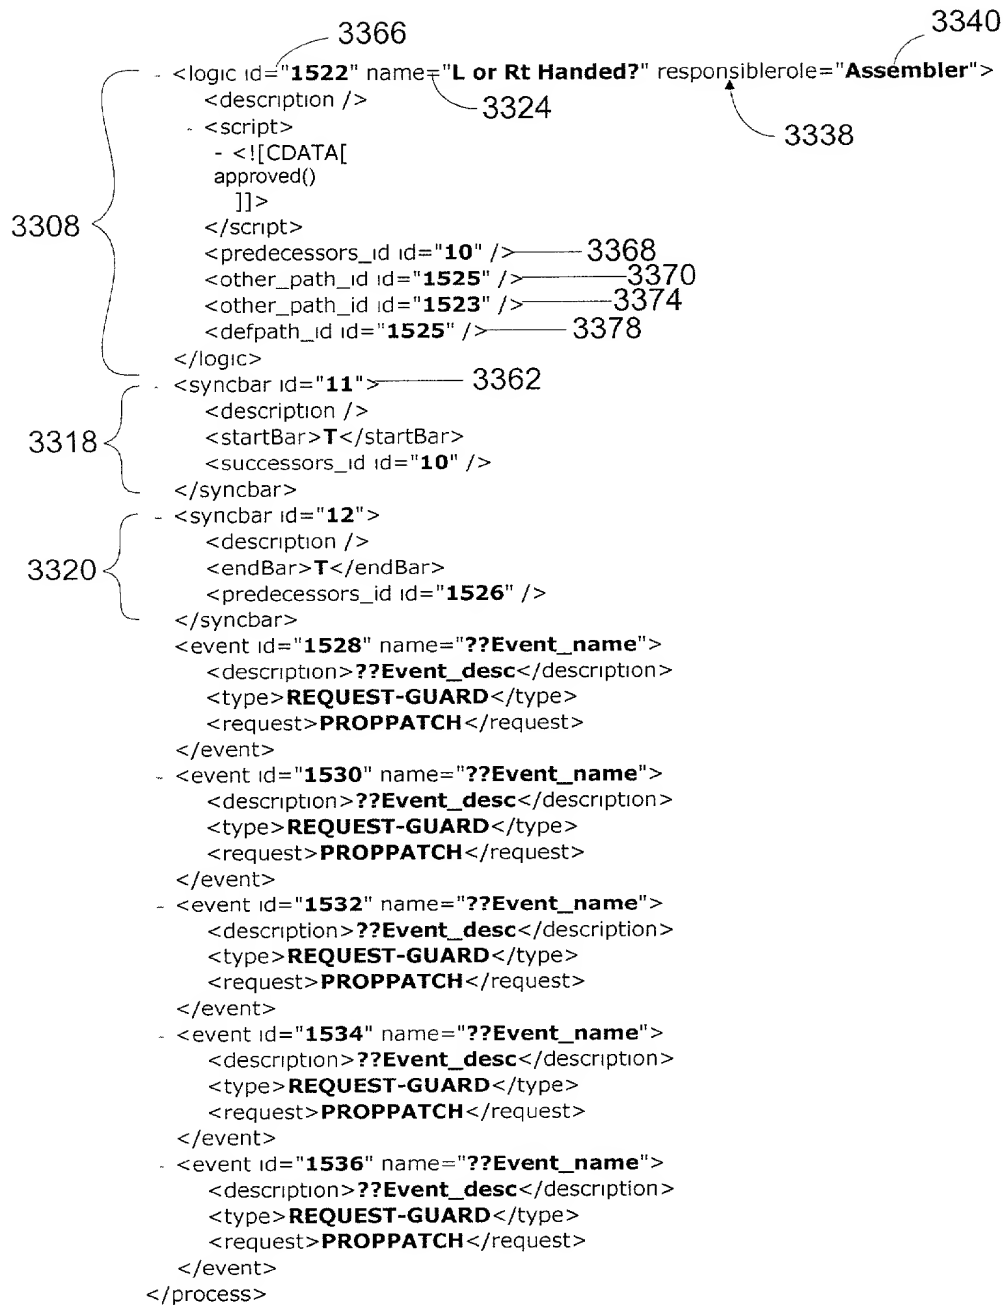 3366
3340
- <logic id="1522" name="L or Rt Handed?" responsiblerole="Assembler">
<description />
3324
3338
- <script>
- <![CDATA[
approved()
]]>
3308
</script>
<predecessors_id id="10" /> 3368
<other_path_id id="1525" /> 3370
<other_path_id id="1523" /> 3374
<defpath_id id="1525" /> 3378
</logic>
- <syncbar id="11"> 3362
<description />
3318
<startBar>T</startBar>
<successors_id id="10" />
</syncbar>
- <syncbar id="12">
<description />
3320
<endBar>T</endBar>
<predecessors_id id="1526" />
</syncbar>
<event id="1528" name="??Event_name">
<description>??Event_desc</description>
<type>REQUEST-GUARD</type>
<request>PROPPATCH</request>
</event>
- <event id="1530" name="??Event_name">
<description>??Event_desc</description>
<type>REQUEST-GUARD</type>
<request>PROPPATCH</request>
</event>
- <event id="1532" name="??Event_name">
<description>??Event_desc</description>
<type>REQUEST-GUARD</type>
<request>PROPPATCH</request>
</event>
- <event id="1534" name="??Event_name">
<description>??Event_desc</description>
<type>REQUEST-GUARD</type>
<request>PROPPATCH</request>
</event>
- <event id="1536" name="??Event_name">
<description>??Event_desc</description>
<type>REQUEST-GUARD</type>
<request>PROPPATCH</request>
</event>
</process>